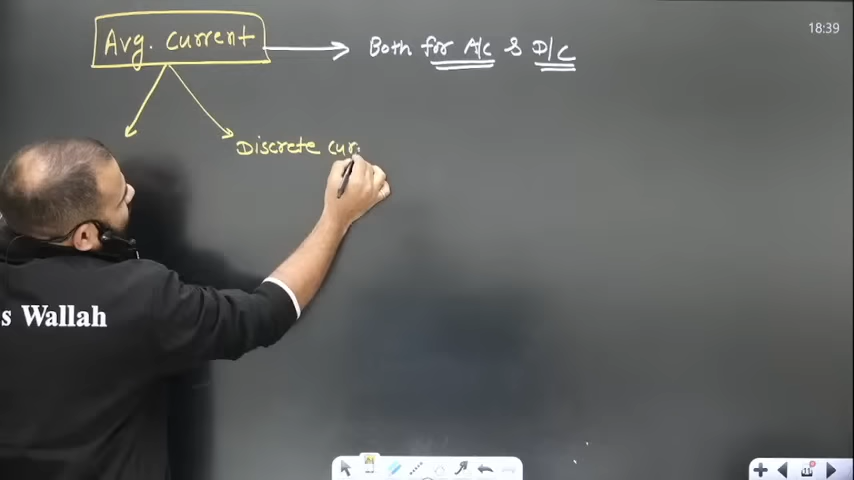 18:39
Avg. current
Both for A/C & D/C
Discrete cur
s Wallah